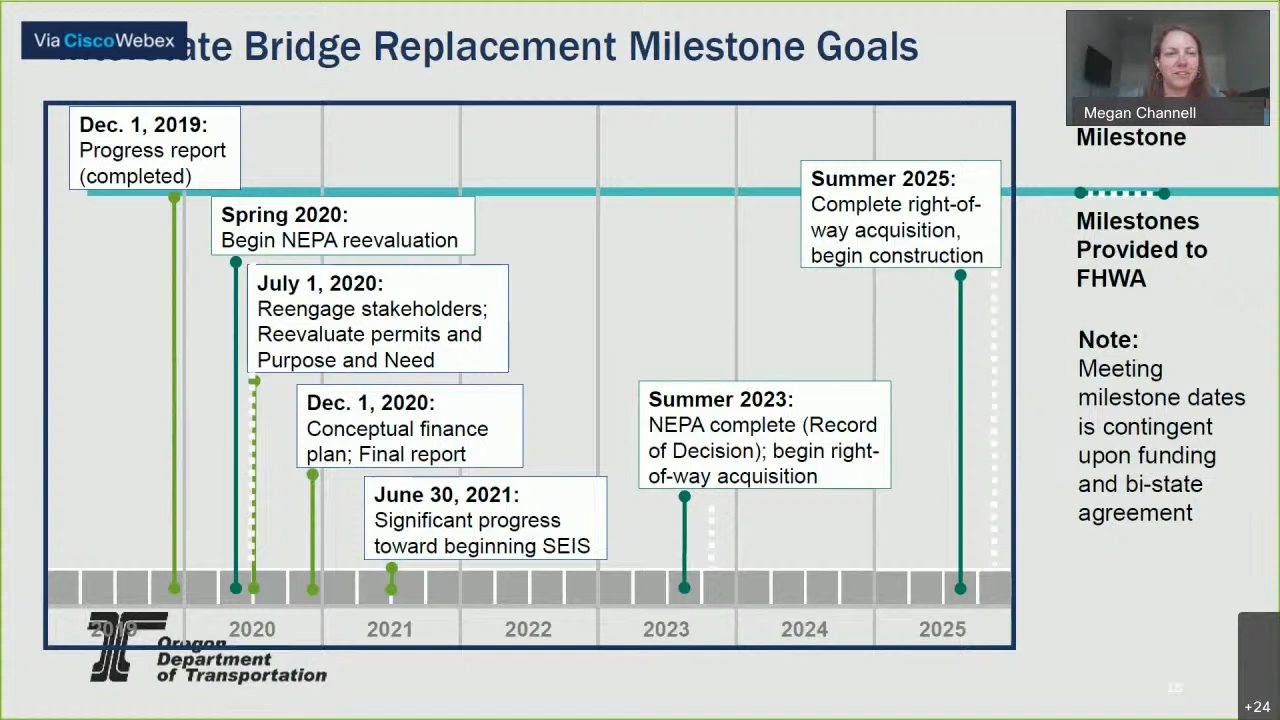 Via Cisco Webex
Interstate Bridge Replacement Milestone Goals
Megan Channell
Dec. 1, 2019:
Progress report
(completed)
Spring 2020:
Begin NEPA reevaluation
July 1, 2020:
Reengage stakeholders;
Reevaluate permits and
Purpose and Need
Dec. 1, 2020:
Conceptual finance
plan; Final report
June 30, 2021:
Significant progress
toward beginning SEIS
Summer 2023:
NEPA complete (Record
of Decision); begin right-
of-way acquisition
Summer 2025:
Complete right-of-
way acquisition,
begin construction
Milestone
Milestones
Provided to
FHWA
Note:
Meeting
milestone dates
is contingent
upon funding
and bi-state
agreement
2019 2020 2021 2022 2023 2024 2025
Oregon
Department
of Transportation
18
+24